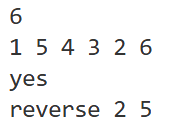 6
1 5 4 3 2 6
yes
reverse 2 5